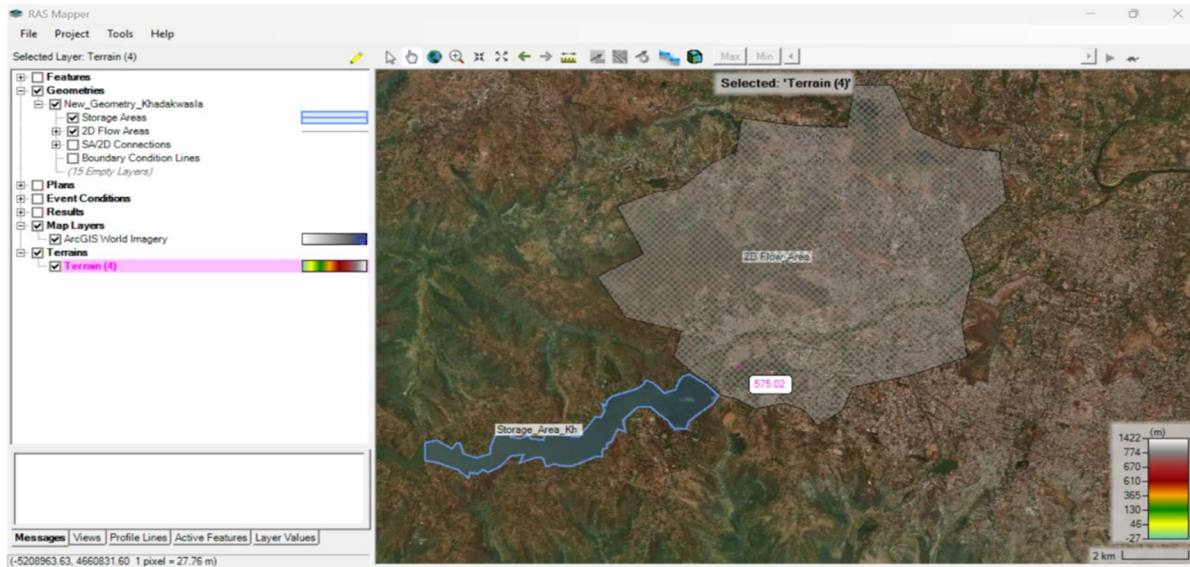 RAS Mapper
File Project Tools Help
Selected Layer: Terrain (4)
Max Min
Features
Geometries
New_Geometry_Khadakwasla
Storage Areas
2D Flow Areas
SA/2D Connections
Boundary Condition Lines
(15 Empty Layers)
Plans
Event Conditions
Results
Map Layers
ArcGIS World Imagery
Terrains
Terrain (4)
Selected: 'Terrain (4)'
2B Flow_Area
575.02
Storage_Area_Kh
(m)
1422
774
670
610
365
130
46
-27
2 km
Messages Views Profile Lines Active Features Layer Values
(-5208963.63, 4660831.60 1 pixel = 27.76 m)